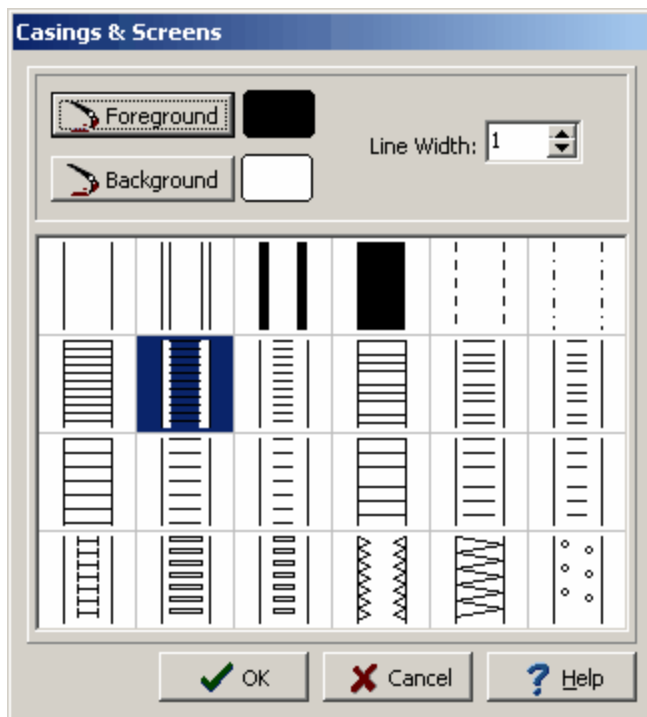 Casings & Screens
Foreground
Line Width: 1
Background
OK
Cancel
Help